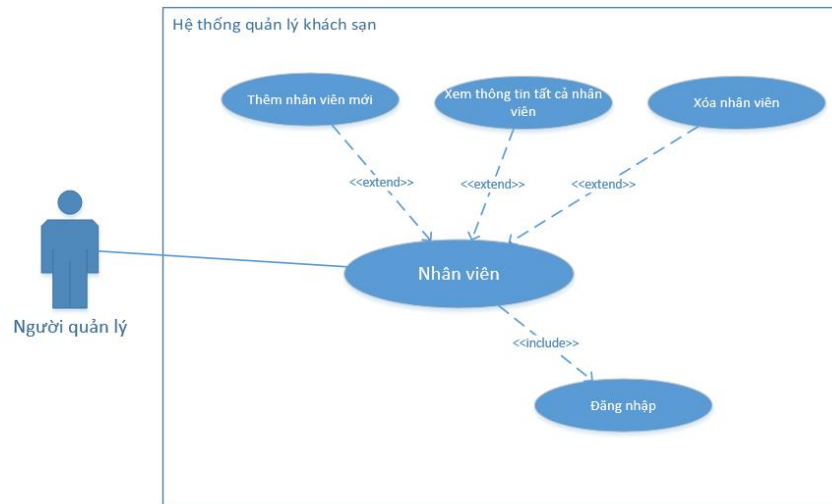 Hệ thống quản lý khách sạn
Thêm nhân viên mới
Xem thông tin tất cả nhân
viên
Xóa nhân viên
<<extend>>
<<extend>>
<<extend>>
Nhân viên
Người quản lý
<<include>>
Đăng nhập